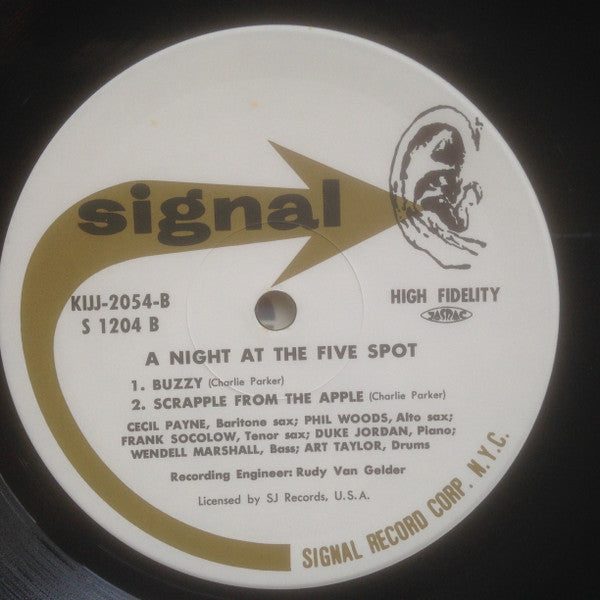 signal
KIJJ-2054-B
S 1204 B
HIGH FIDELITY
JASRAC
A NIGHT AT THE FIVE SPOT
1. BUZZY (Charlie Parker)
2. SCRAPPLE FROM THE APPLE (Charlie Parker)
CECIL PAYNE, Baritone sax; PHIL WOODS, Alto sax;
FRANK SOCOLOW, Tenor sax; DUKE JORDAN, Piano;
WENDELL MARSHALL, Bass; ART TAYLOR, Drums
Recording Engineer: Rudy Van Gelder
Licensed by SJ Records, U.S.A.
SIGNAL RECORD CORP. N.Y.C.